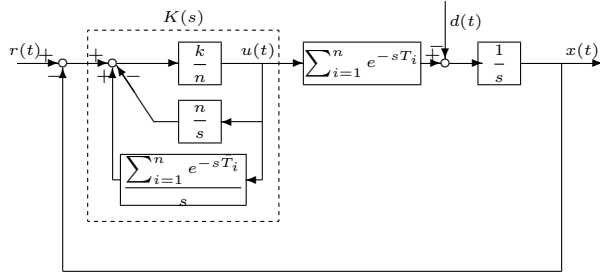 K(s)
r(t) + − + + − k/n u(t) ∑_{i=1}^{n} e^{-sT_i} + − d(t) 1/s x(t)
n/s
∑_{i=1}^{n} e^{-sT̂_i} / s